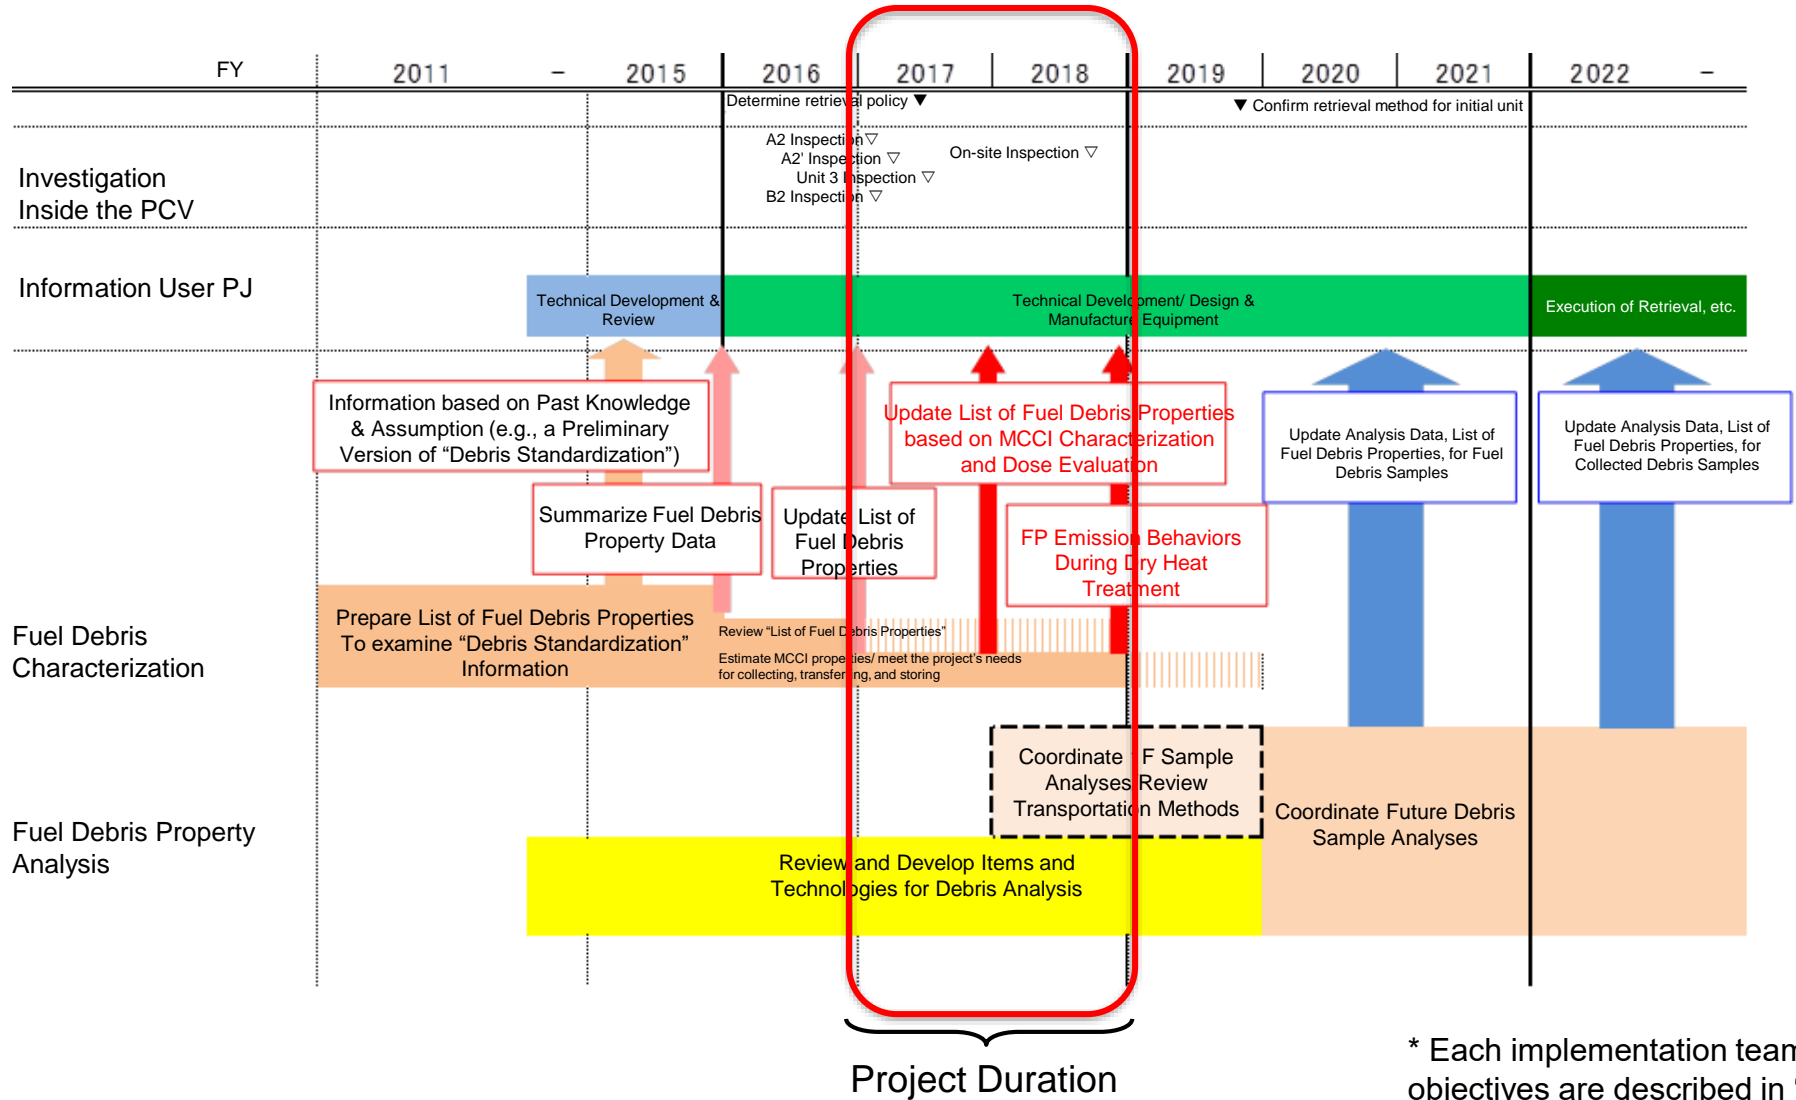 FY 2011 – 2015 2016 2017 2018 2019 2020 2021 2022 –
Determine retrieval policy ▼
▼ Confirm retrieval method for initial unit
Investigation
Inside the PCV
A2 Inspection ▽
A2' Inspection ▽
Unit 3 Inspection ▽
B2 Inspection ▽
On-site Inspection ▽
Information User PJ
Technical Development &
Review
Technical Development/ Design &
Manufacture Equipment
Execution of Retrieval, etc.
Information based on Past Knowledge
& Assumption (e.g., a Preliminary
Version of “Debris Standardization”)
Update List of Fuel Debris Properties
based on MCCI Characterization
and Dose Evaluation
Update Analysis Data, List of
Fuel Debris Properties, for Fuel
Debris Samples
Update Analysis Data, List of
Fuel Debris Properties, for
Collected Debris Samples
Summarize Fuel Debris
Property Data
Update List of
Fuel Debris
Properties
FP Emission Behaviors
During Dry Heat
Treatment
Fuel Debris
Characterization
Prepare List of Fuel Debris Properties
To examine “Debris Standardization”
Information
Review “List of Fuel Debris Properties”
Estimate MCCI properties/ meet the project's needs
for collecting, transferring, and storing
Fuel Debris Property
Analysis
Coordinate F Sample
Analyses Review
Transportation Methods
Review and Develop Items and
Technologies for Debris Analysis
Coordinate Future Debris
Sample Analyses
Project Duration
* Each implementation team
objectives are described in